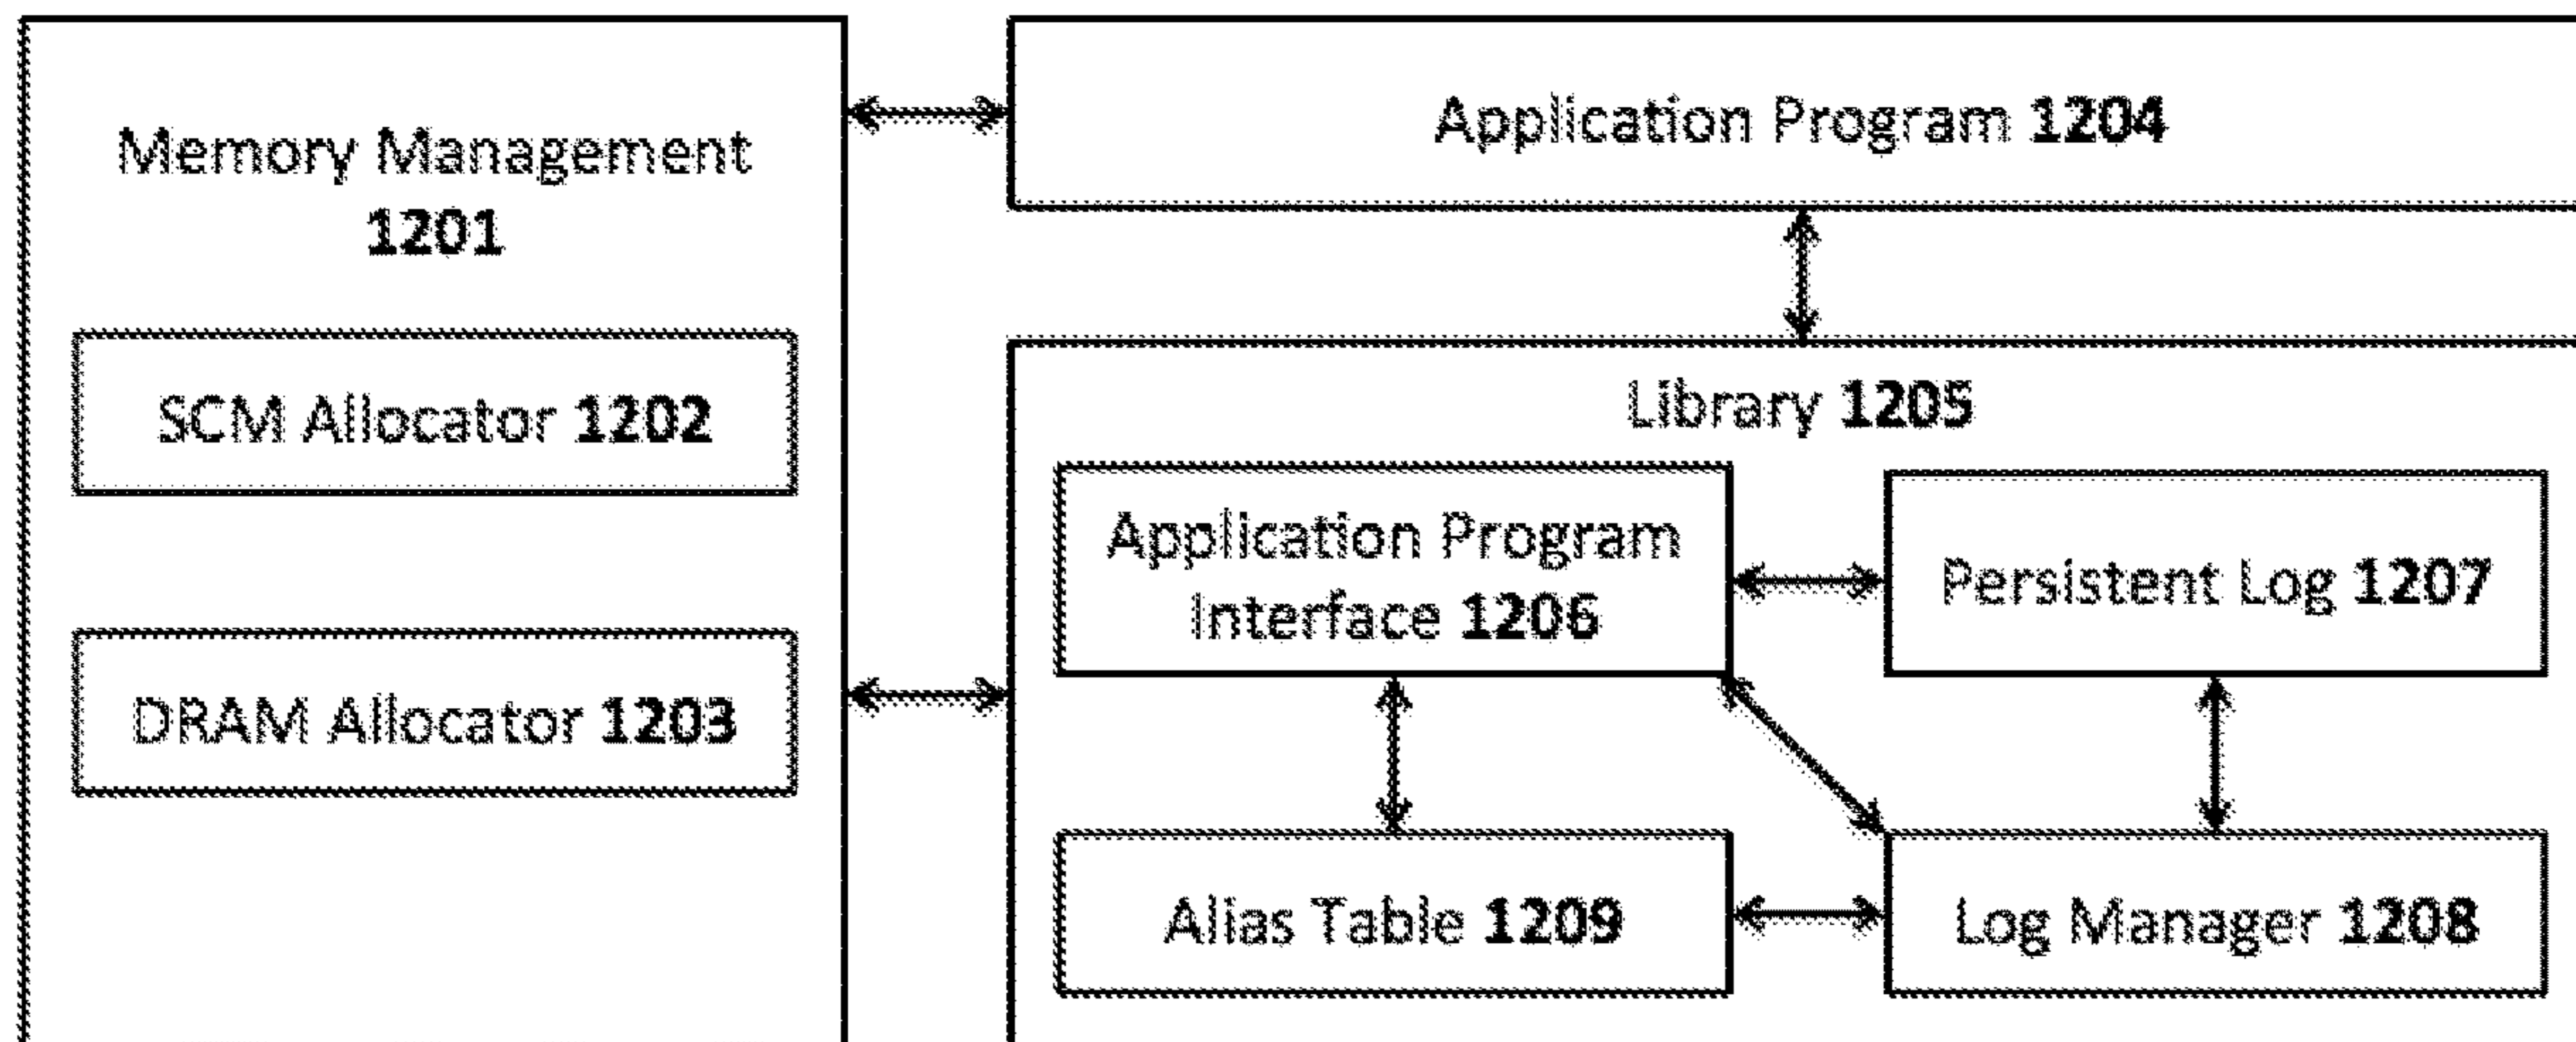 Memory Management
1201
SCM Allocator 1202
DRAM Allocator 1203
Application Program 1204
Library 1205
Application Program
Interface 1206
Persistent Log 1207
Alias Table 1209
Log Manager 1208